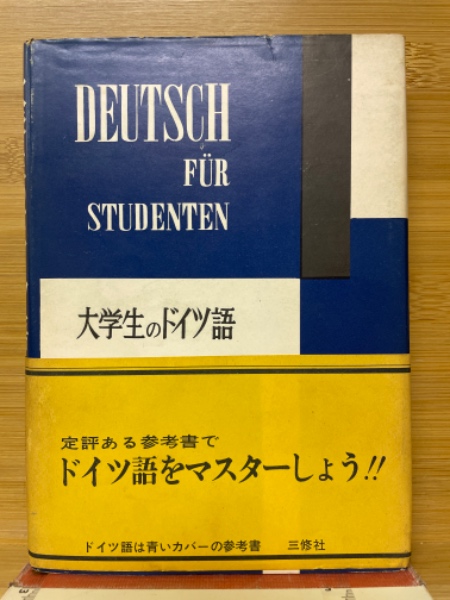 DEUTSCH
FÜR
STUDENTEN
大学生のドイツ語
定評ある参考書で
ドイツ語をマスターしよう!!
ドイツ語は青いカバーの参考書 三修社